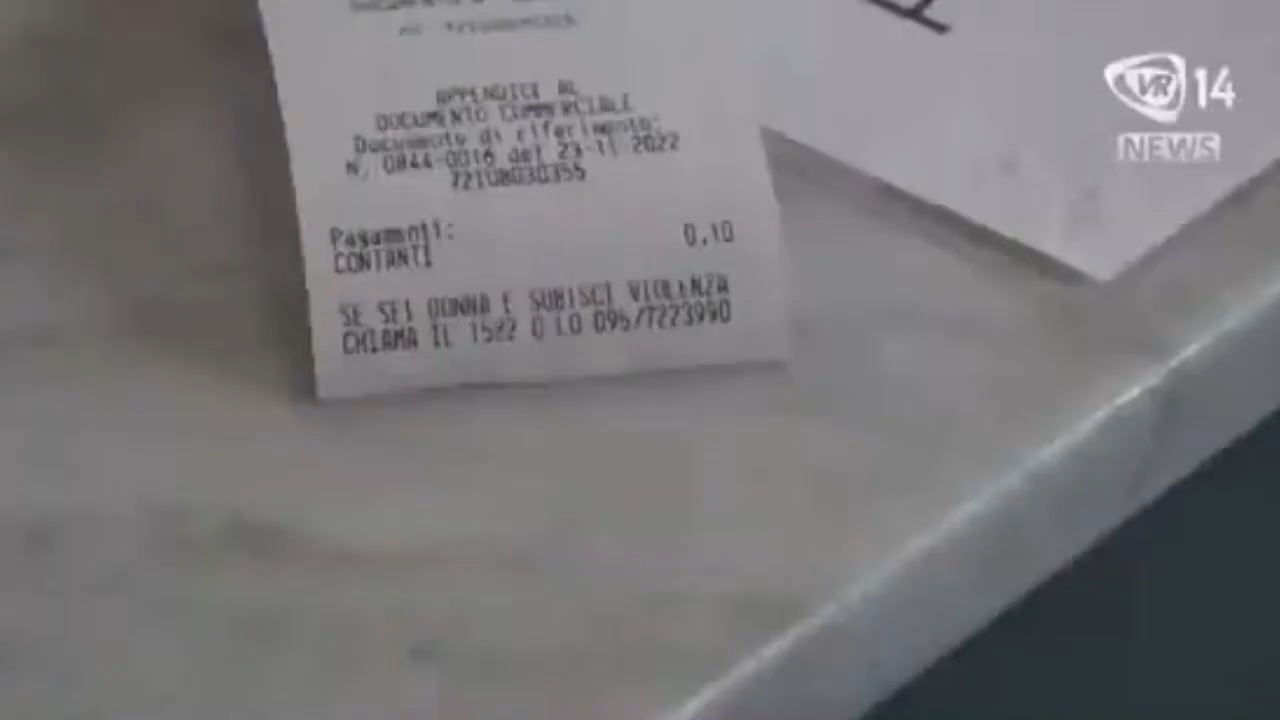 APPENDICE AL
DOCUMENTO COMMERCIALE
Documento di riferimento:
N. 0844-0016 del 23-11-2022
Pagamenti:
0,10
CONTANTI
SE SEI DONNA E SUBISCI VIOLENZA
CHIAMA IL 1522 O LO 095/7223990
VR 14
NEWS